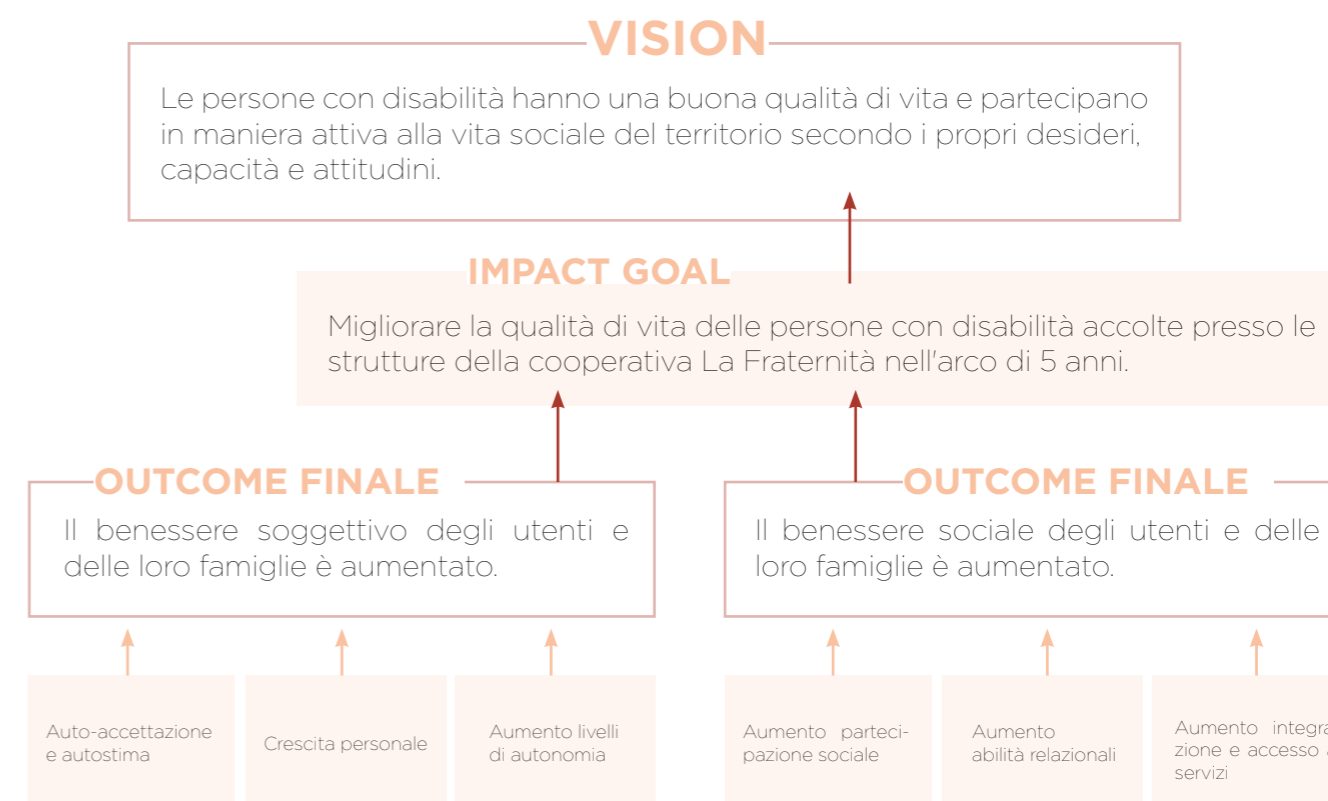 VISION
Le persone con disabilità hanno una buona qualità di vita e partecipano
in maniera attiva alla vita sociale del territorio secondo i propri desideri,
capacità e attitudini.
IMPACT GOAL
Migliorare la qualità di vita delle persone con disabilità accolte presso le
strutture della cooperativa La Fraternità nell'arco di 5 anni.
OUTCOME FINALE
Il benessere soggettivo degli utenti e
delle loro famiglie è aumentato.
OUTCOME FINALE
Il benessere sociale degli utenti e delle
loro famiglie è aumentato.
Auto-accettazione
e autostima
Crescita personale
Aumento livelli
di autonomia
Aumento parteci-
pazione sociale
Aumento
abilità relazionali
Aumento integra
zione e accesso
servizi